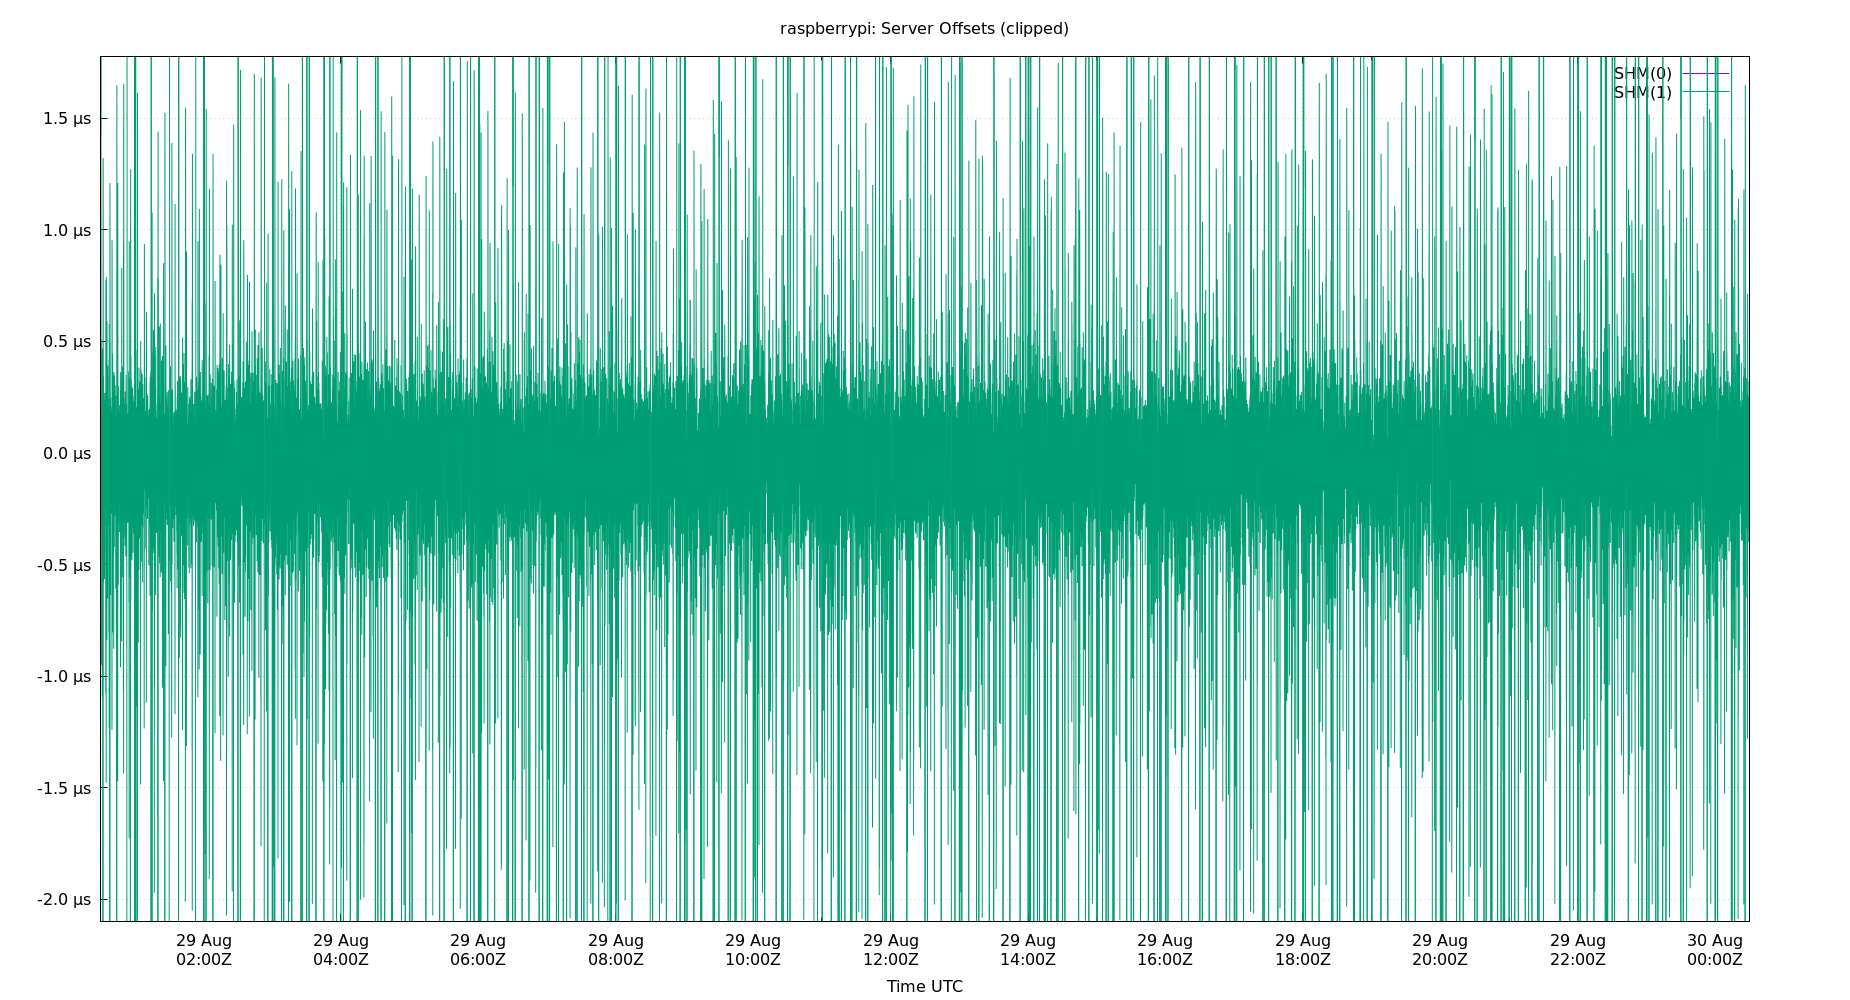 raspberrypi: Server Offsets (clipped)
SHM(0)
SHM(1)
1.5 µs
1.0 µs
0.5 µs
0.0 µs
-0.5 µs
-1.0 µs
-1.5 µs
-2.0 µs
29 Aug 29 Aug 29 Aug 29 Aug 29 Aug 29 Aug 29 Aug 29 Aug 29 Aug 29 Aug 29 Aug 30 Aug
02:00Z 04:00Z 06:00Z 08:00Z 10:00Z 12:00Z 14:00Z 16:00Z 18:00Z 20:00Z 22:00Z 00:00Z
Time UTC